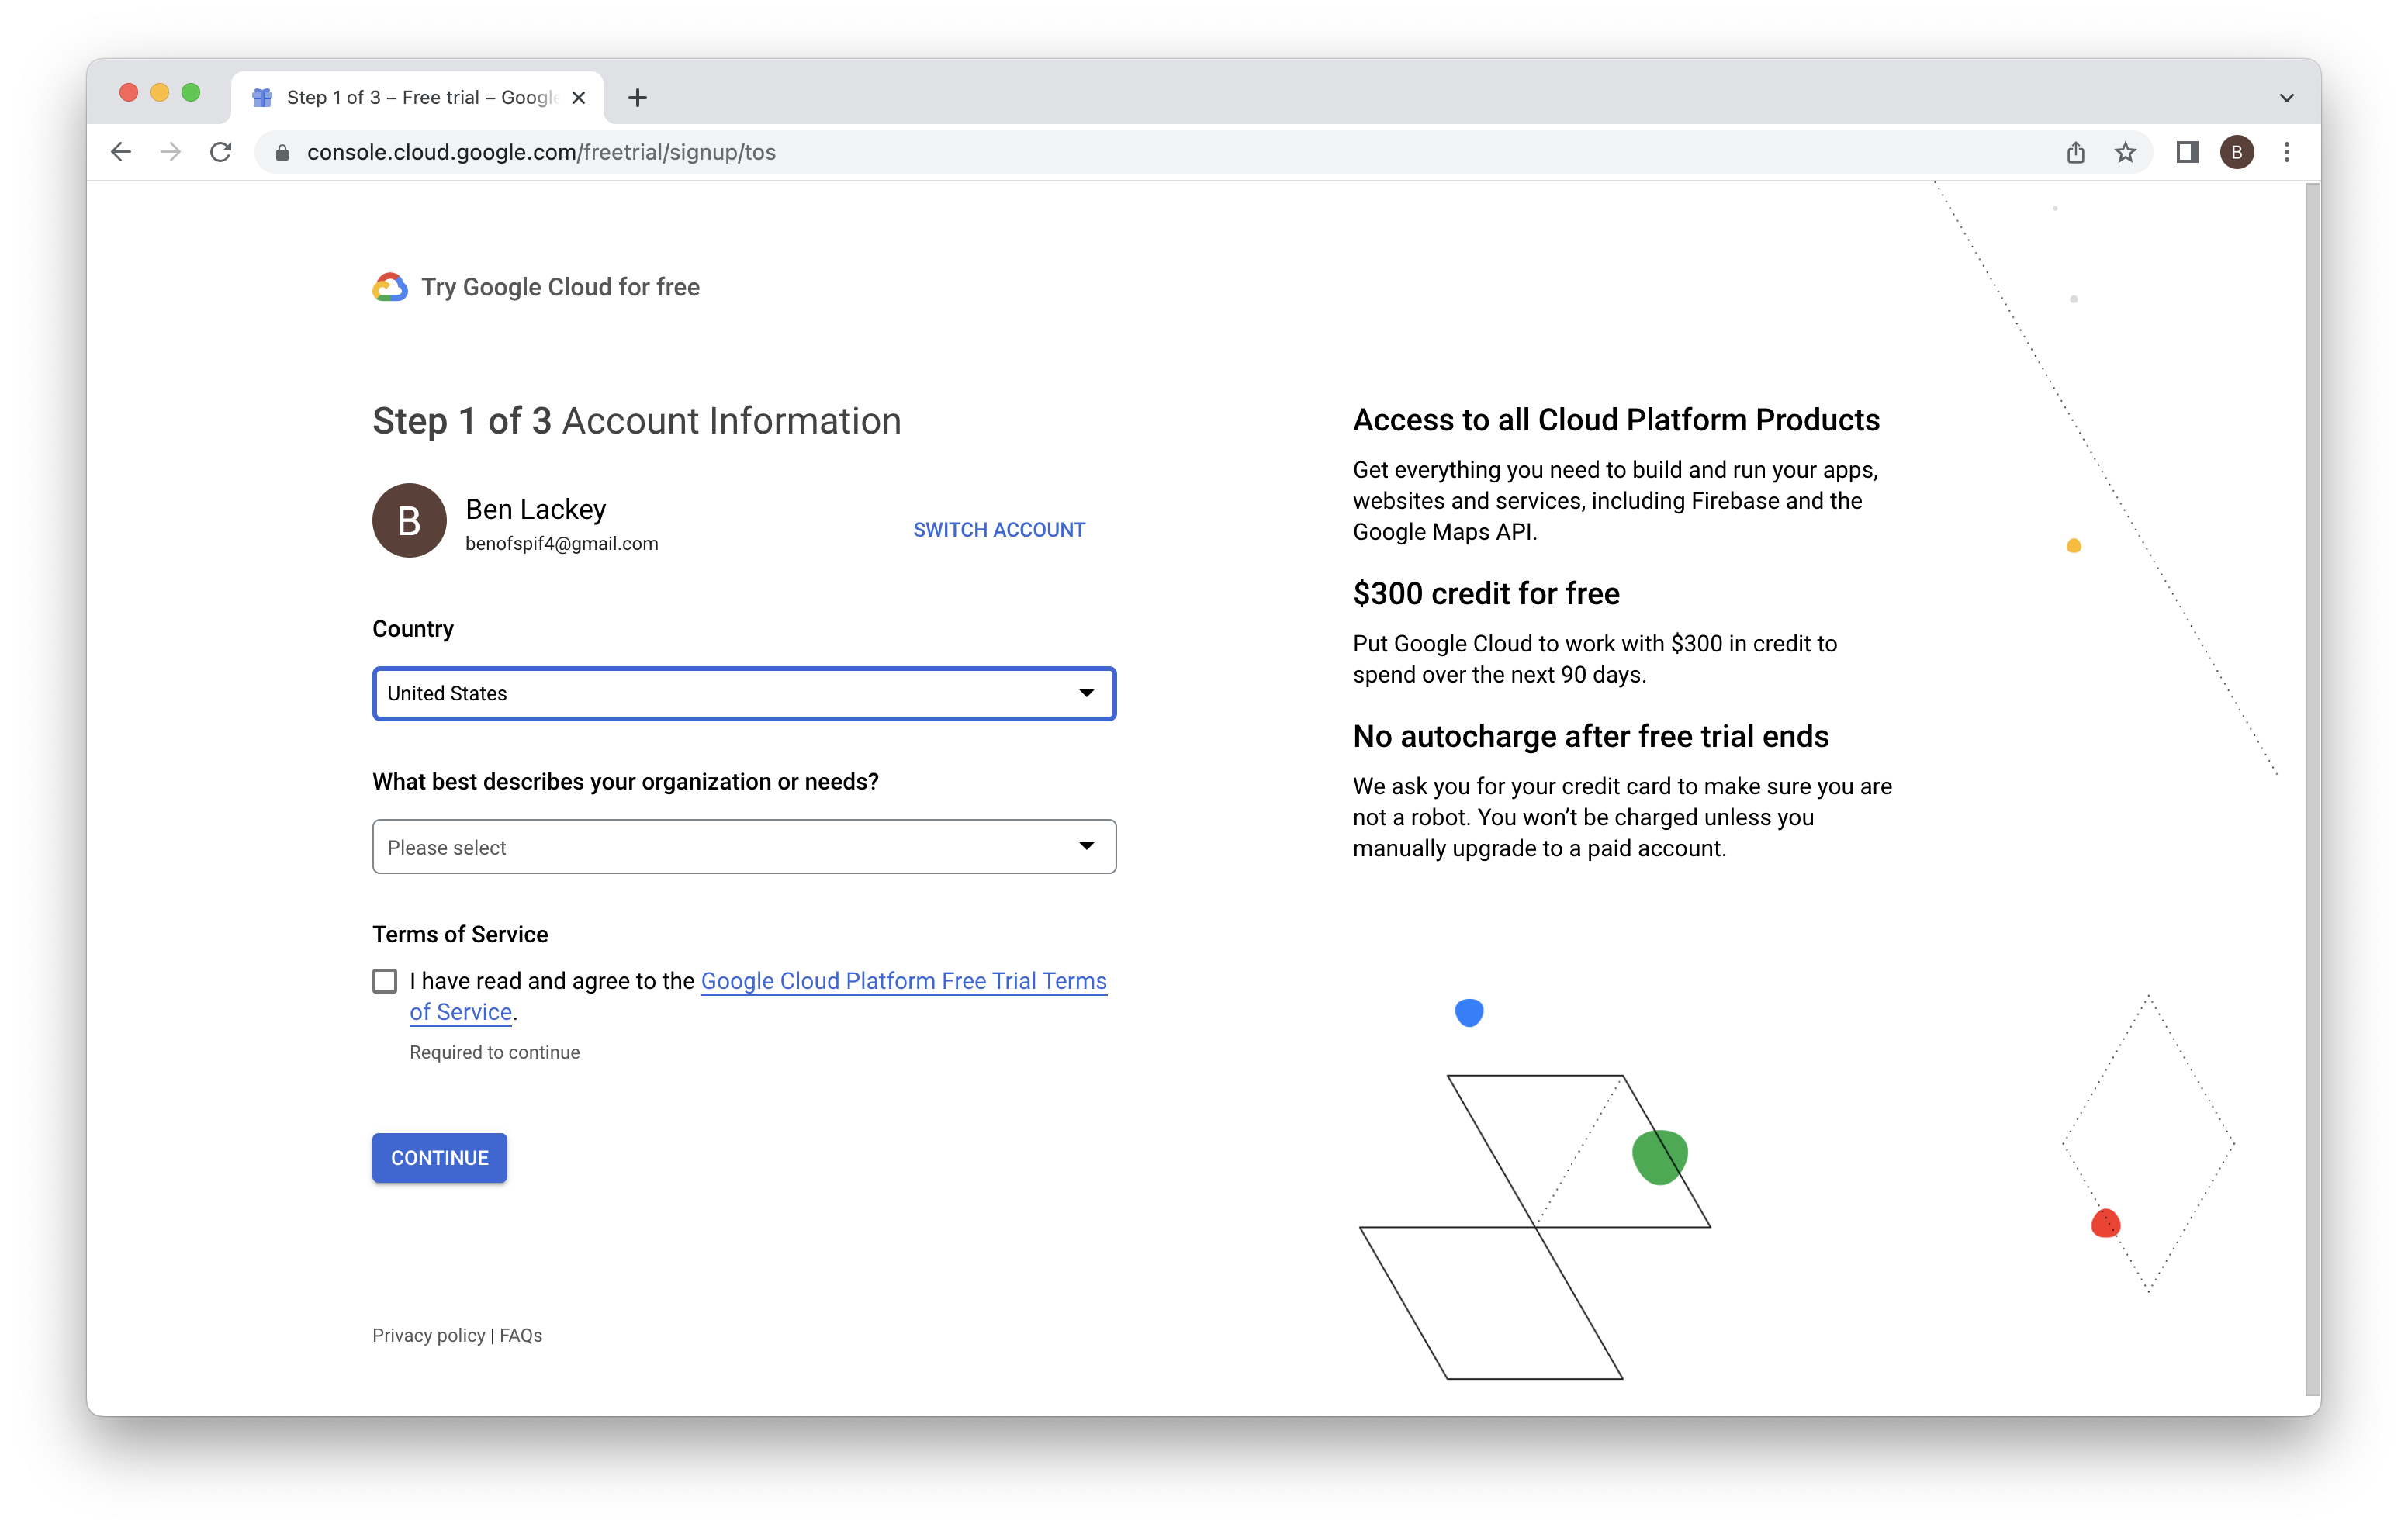 Step 1 of 3 – Free trial – Google
console.cloud.google.com/freetrial/signup/tos
B
Try Google Cloud for free
Step 1 of 3 Account Information
B
Ben Lackey
benofspif4@gmail.com
SWITCH ACCOUNT
Country
United States
What best describes your organization or needs?
Please select
Terms of Service
I have read and agree to the Google Cloud Platform Free Trial Terms
of Service.
Required to continue
CONTINUE
Privacy policy | FAQs
Access to all Cloud Platform Products
Get everything you need to build and run your apps,
websites and services, including Firebase and the
Google Maps API.
$300 credit for free
Put Google Cloud to work with $300 in credit to
spend over the next 90 days.
No autocharge after free trial ends
We ask you for your credit card to make sure you are
not a robot. You won’t be charged unless you
manually upgrade to a paid account.